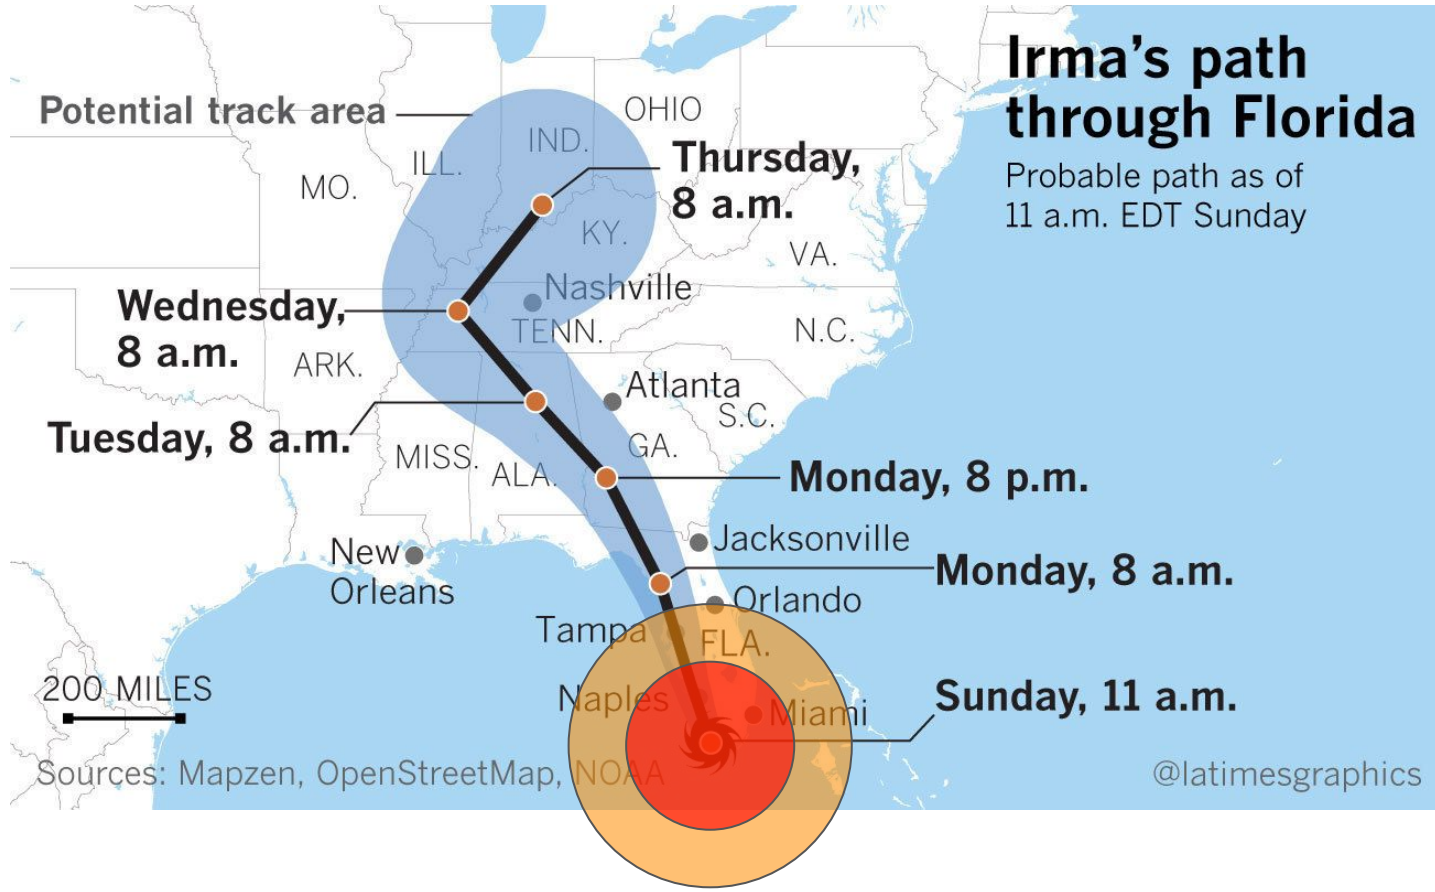 Irma's path
through Florida
Probable path as of
11 a.m. EDT Sunday
Potential track area
OHIO
IND.
ILL.
Thursday,
8 a.m.
MO.
KY.
VA.
Nashville
Wednesday,
8 a.m.
TENN.
N.C.
ARK.
Atlanta
S.C.
Tuesday, 8 a.m.
GA.
MISS.
ALA.
Monday, 8 p.m.
Jacksonville
New
Orleans
Monday, 8 a.m.
Orlando
Tampa
FLA.
200 MILES
Naples
Sunday, 11 a.m.
Miami
Sources: Mapzen, OpenStreetMap, NOAA
@latimesgraphics